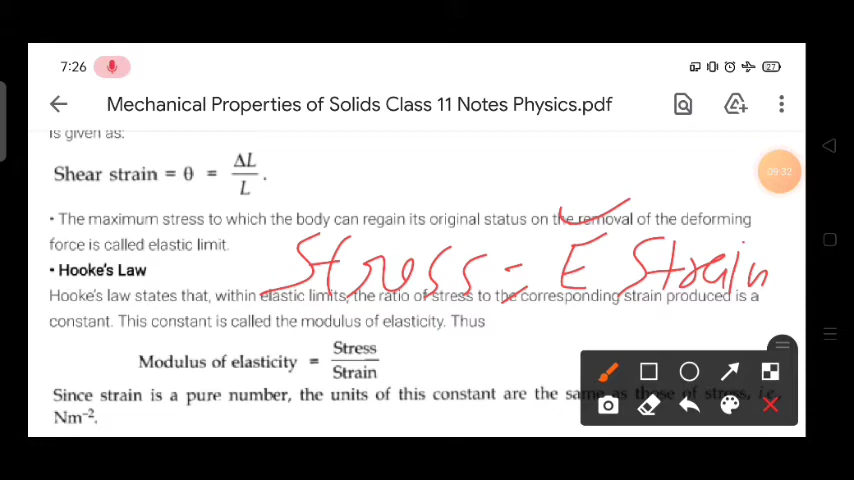 7:26
27
Mechanical Properties of Solids Class 11 Notes Physics.pdf
is given as:
Shear strain = θ = ΔL/L.
09:32
• The maximum stress to which the body can regain its original status on the removal of the deforming
force is called elastic limit.
Stress = E Strain
• Hooke's Law
Hooke's law states that, within elastic limits, the ratio of stress to the corresponding strain produced is a
constant. This constant is called the modulus of elasticity. Thus
Modulus of elasticity = Stress/Strain
Since strain is a pure number, the units of this constant are the same as those of stress, i.e.,
Nm⁻².